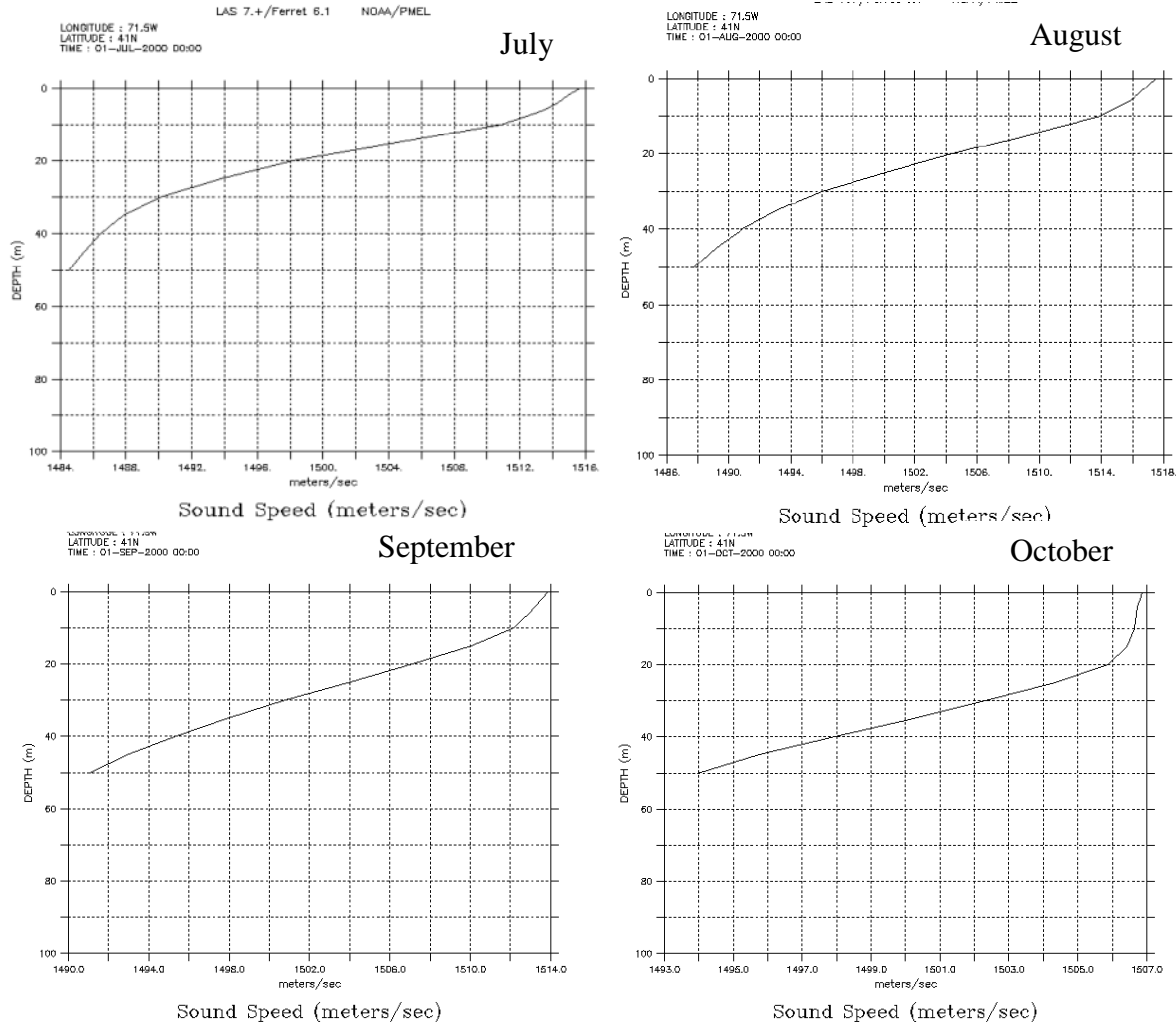 LAS 7.+/Ferret 6.1 NOAA/PMEL
LONGITUDE : 71.5W
LATITUDE : 41N
TIME : 01-JUL-2000 00:00
July
0
20
40
60
80
100
DEPTH (m)
1484. 1488. 1492. 1496. 1500. 1504. 1508. 1512. 1516.
meters/sec
Sound Speed (meters/sec)
LONGITUDE : 71.5W
LATITUDE : 41N
TIME : 01-AUG-2000 00:00
August
0
20
40
60
80
100
DEPTH (m)
1486. 1490. 1494. 1498. 1502. 1506. 1510. 1514. 1518.
meters/sec
Sound Speed (meters/sec)
LATITUDE : 41N
TIME : 01-SEP-2000 00:00
September
0
20
40
60
80
100
DEPTH (m)
1490.0 1494.0 1498.0 1502.0 1506.0 1510.0 1514.0
meters/sec
Sound Speed (meters/sec)
LATITUDE : 41N
TIME : 01-OCT-2000 00:00
October
0
20
40
60
80
100
DEPTH (m)
1493.0 1495.0 1497.0 1499.0 1501.0 1503.0 1505.0 1507.0
meters/sec
Sound Speed (meters/sec)